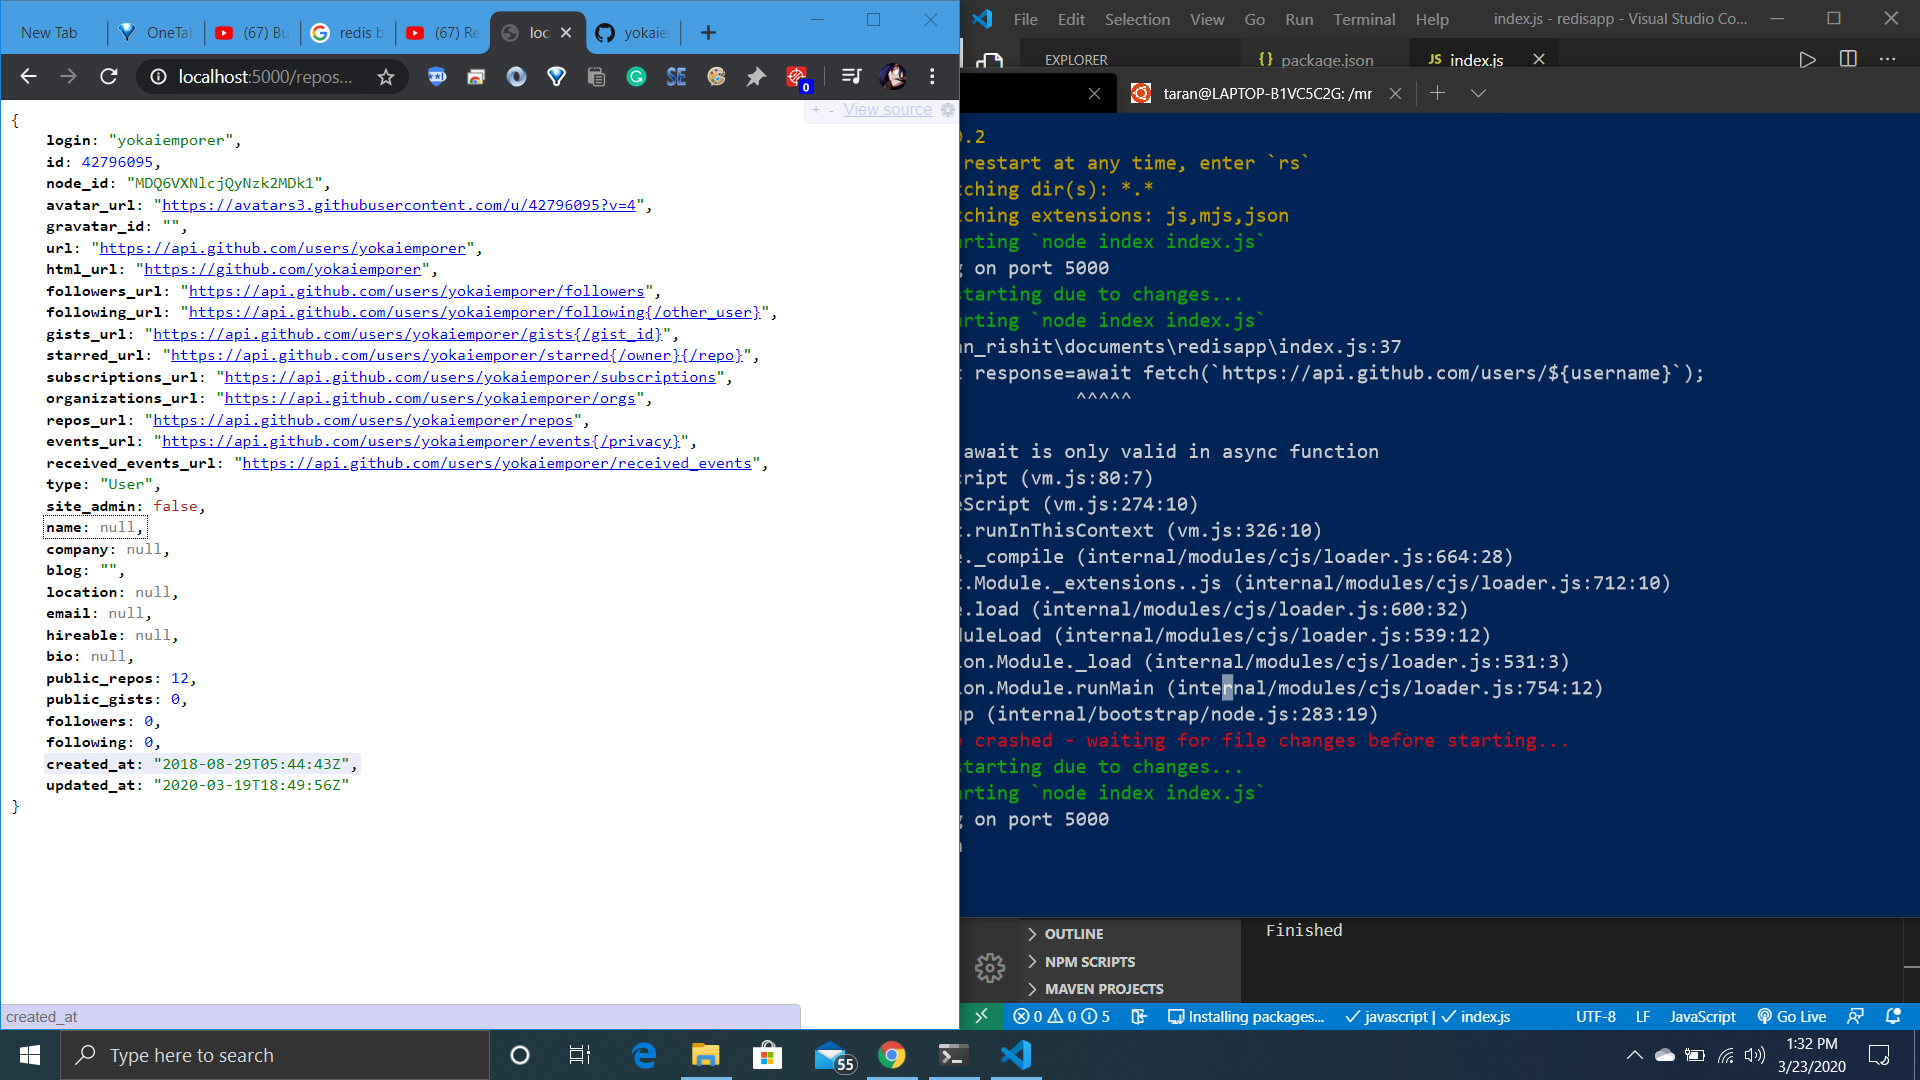 New Tab
OneTal
(67) Bu
redis b
(67) Re
loc
yokaie
localhost:5000/repos...
SE
0
+ - View source
{
login: "yokaiemporer",
id: 42796095,
node_id: "MDQ6VXNlcjQyNzk2MDk1",
avatar_url: "https://avatars3.githubusercontent.com/u/42796095?v=4",
gravatar_id: "",
url: "https://api.github.com/users/yokaiemporer",
html_url: "https://github.com/yokaiemporer",
followers_url: "https://api.github.com/users/yokaiemporer/followers",
following_url: "https://api.github.com/users/yokaiemporer/following{/other_user}",
gists_url: "https://api.github.com/users/yokaiemporer/gists{/gist_id}",
starred_url: "https://api.github.com/users/yokaiemporer/starred{/owner}{/repo}",
subscriptions_url: "https://api.github.com/users/yokaiemporer/subscriptions",
organizations_url: "https://api.github.com/users/yokaiemporer/orgs",
repos_url: "https://api.github.com/users/yokaiemporer/repos",
events_url: "https://api.github.com/users/yokaiemporer/events{/privacy}",
received_events_url: "https://api.github.com/users/yokaiemporer/received_events",
type: "User",
site_admin: false,
name: null,
company: null,
blog: "",
location: null,
email: null,
hireable: null,
bio: null,
public_repos: 12,
public_gists: 0,
followers: 0,
following: 0,
created_at: "2018-08-29T05:44:43Z",
updated_at: "2020-03-19T18:49:56Z"
}
created_at
File Edit Selection View Go Run Terminal Help index.js - redisapp - Visual Studio Co...
EXPLORER
{} package.json
JS index.js
taran@LAPTOP-B1VC5C2G: /mr
0.2
restart at any time, enter `rs`
tching dir(s): *.*
tching extensions: js,mjs,json
arting `node index index.js`
g on port 5000
starting due to changes...
arting `node index index.js`
an_rishit\documents\redisapp\index.js:37
t response=await fetch(`https://api.github.com/users/${username}`);
^^^^^
await is only valid in async function
cript (vm.js:80:7)
eScript (vm.js:274:10)
t.runInThisContext (vm.js:326:10)
e._compile (internal/modules/cjs/loader.js:664:28)
t.Module._extensions..js (internal/modules/cjs/loader.js:712:10)
e.load (internal/modules/cjs/loader.js:600:32)
duleLoad (internal/modules/cjs/loader.js:539:12)
ion.Module._load (internal/modules/cjs/loader.js:531:3)
ion.Module.runMain (internal/modules/cjs/loader.js:754:12)
up (internal/bootstrap/node.js:283:19)
p crashed - waiting for file changes before starting...
starting due to changes...
arting `node index index.js`
g on port 5000
OUTLINE
NPM SCRIPTS
MAVEN PROJECTS
Finished
0 0 5 Installing packages... javascript | index.js UTF-8 LF JavaScript Go Live
Type here to search
55
1:32 PM
3/23/2020